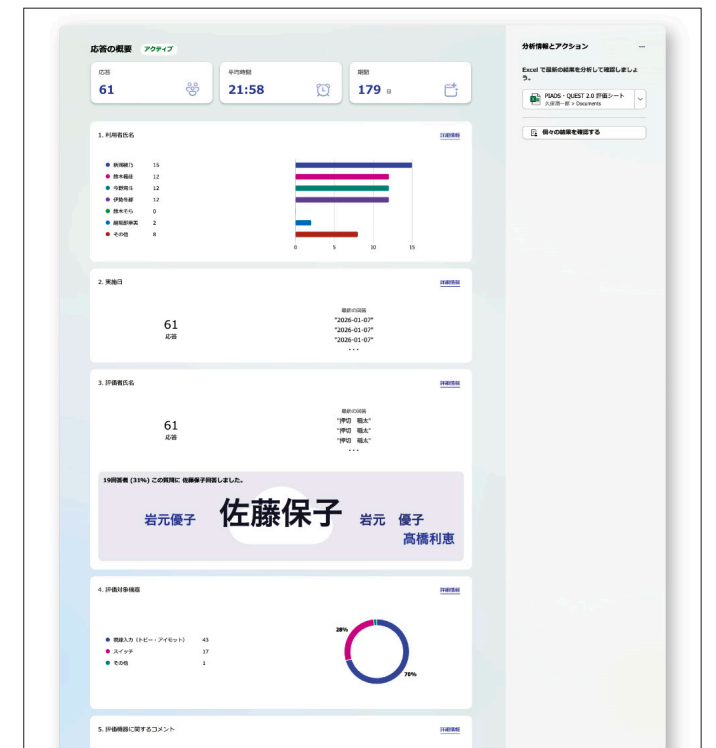 応答の概要 アクティブ
応答
61
平均時間
21:58
期間
179 日
1. 利用者氏名
詳細情報
15
12
12
12
鈴木そら 0
2
その他 8
0 5 10 15
2. 実施日
詳細情報
61
応答
最新の回答
"2026-01-07"
"2026-01-07"
"2026-01-07"
...
3. 評価者氏名
詳細情報
61
応答
最新の回答
"押切 颯太"
"押切 颯太"
"押切 颯太"
...
19回答者 (31%) この質問に 佐藤保子回答しました。
岩元優子 佐藤保子 岩元 優子
高橋利恵
4. 評価対象機器
詳細情報
視線入力（トビー・アイモット） 43
スイッチ 17
その他 1
28%
70%
5. 評価機器に関するコメント
詳細情報
分析情報とアクション ...
Excel で最新の結果を分析して確認しましょ
う。
PIADS・QUEST 2.0 評価シート
> Documents
個々の結果を確認する